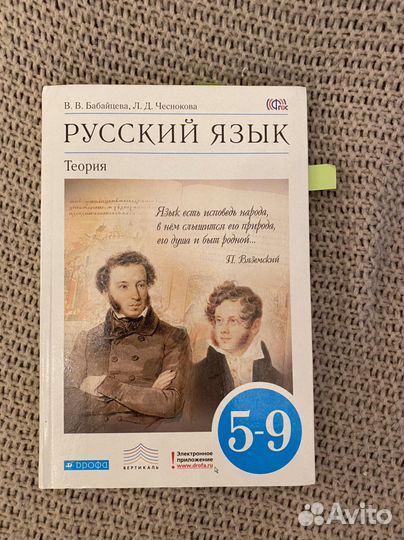 В. В. Бабайцева, Л. Д. Чеснокова
ФГОС
РУССКИЙ ЯЗЫК
Теория
Язык есть исповедь народа,
в нём слышится его природа,
его душа и быт родной...
П. Вяземский
5-9
дрофа
ВЕРТИКАЛЬ
! Электронное
приложение
www.drofa.ru
Avito